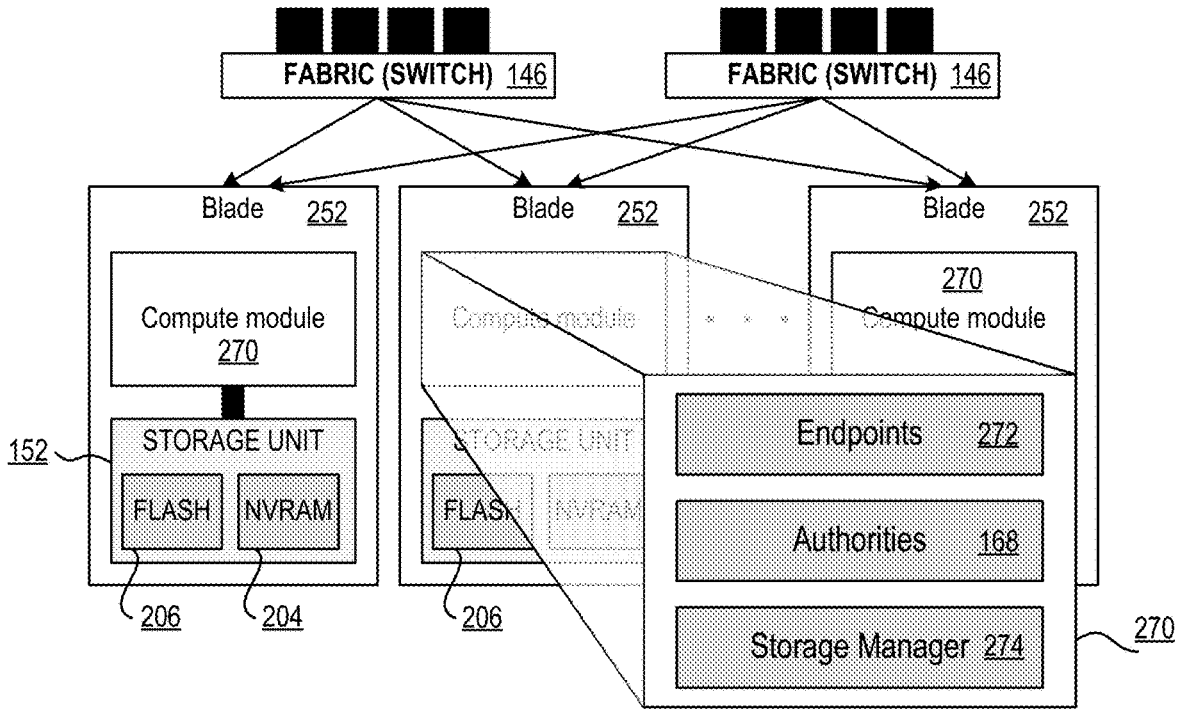 FABRIC (SWITCH) 146
FABRIC (SWITCH) 146
Blade 252
Blade 252
Blade 252
Compute module
270
Compute module
. . .
270
Compute module
152
STORAGE UNIT
FLASH
NVRAM
206
204
STORAGE UNIT
FLASH
NVRAM
206
Endpoints 272
Authorities 168
Storage Manager 274
270